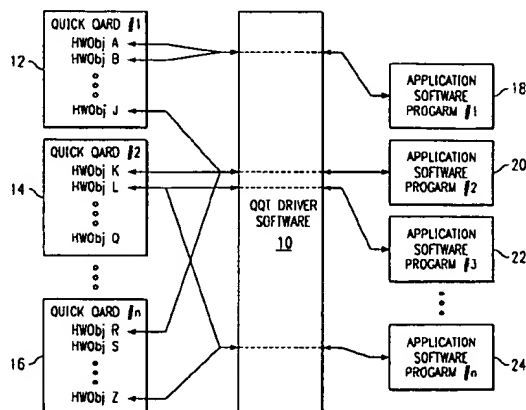 QUICK QARD #1
HWObj A
HWObj B
HWObj J
12
QUICK QARD #2
HWObj K
HWObj L
HWObj Q
14
QUICK QARD #n
HWObj R
HWObj S
HWObj Z
16
QQT DRIVER
SOFTWARE
10
APPLICATION
SOFTWARE
PROGARM #1
18
APPLICATION
SOFTWARE
PROGARM #2
20
APPLICATION
SOFTWARE
PROGARM #3
22
APPLICATION
SOFTWARE
PROGARM #n
24